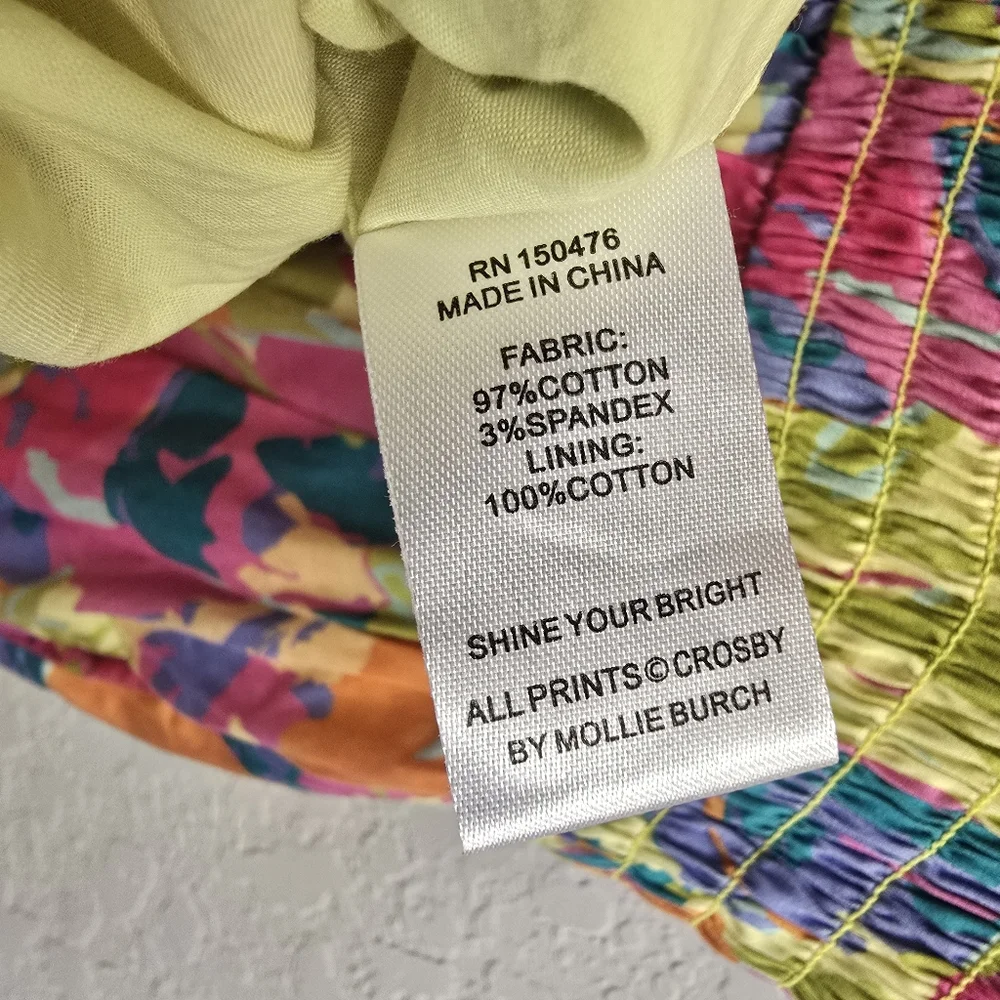 RN 150476
MADE IN CHINA
FABRIC:
97%COTTON
3%SPANDEX
LINING:
100%COTTON
SHINE YOUR BRIGHT
ALL PRINTS© CROSBY
BY MOLLIE BURCH